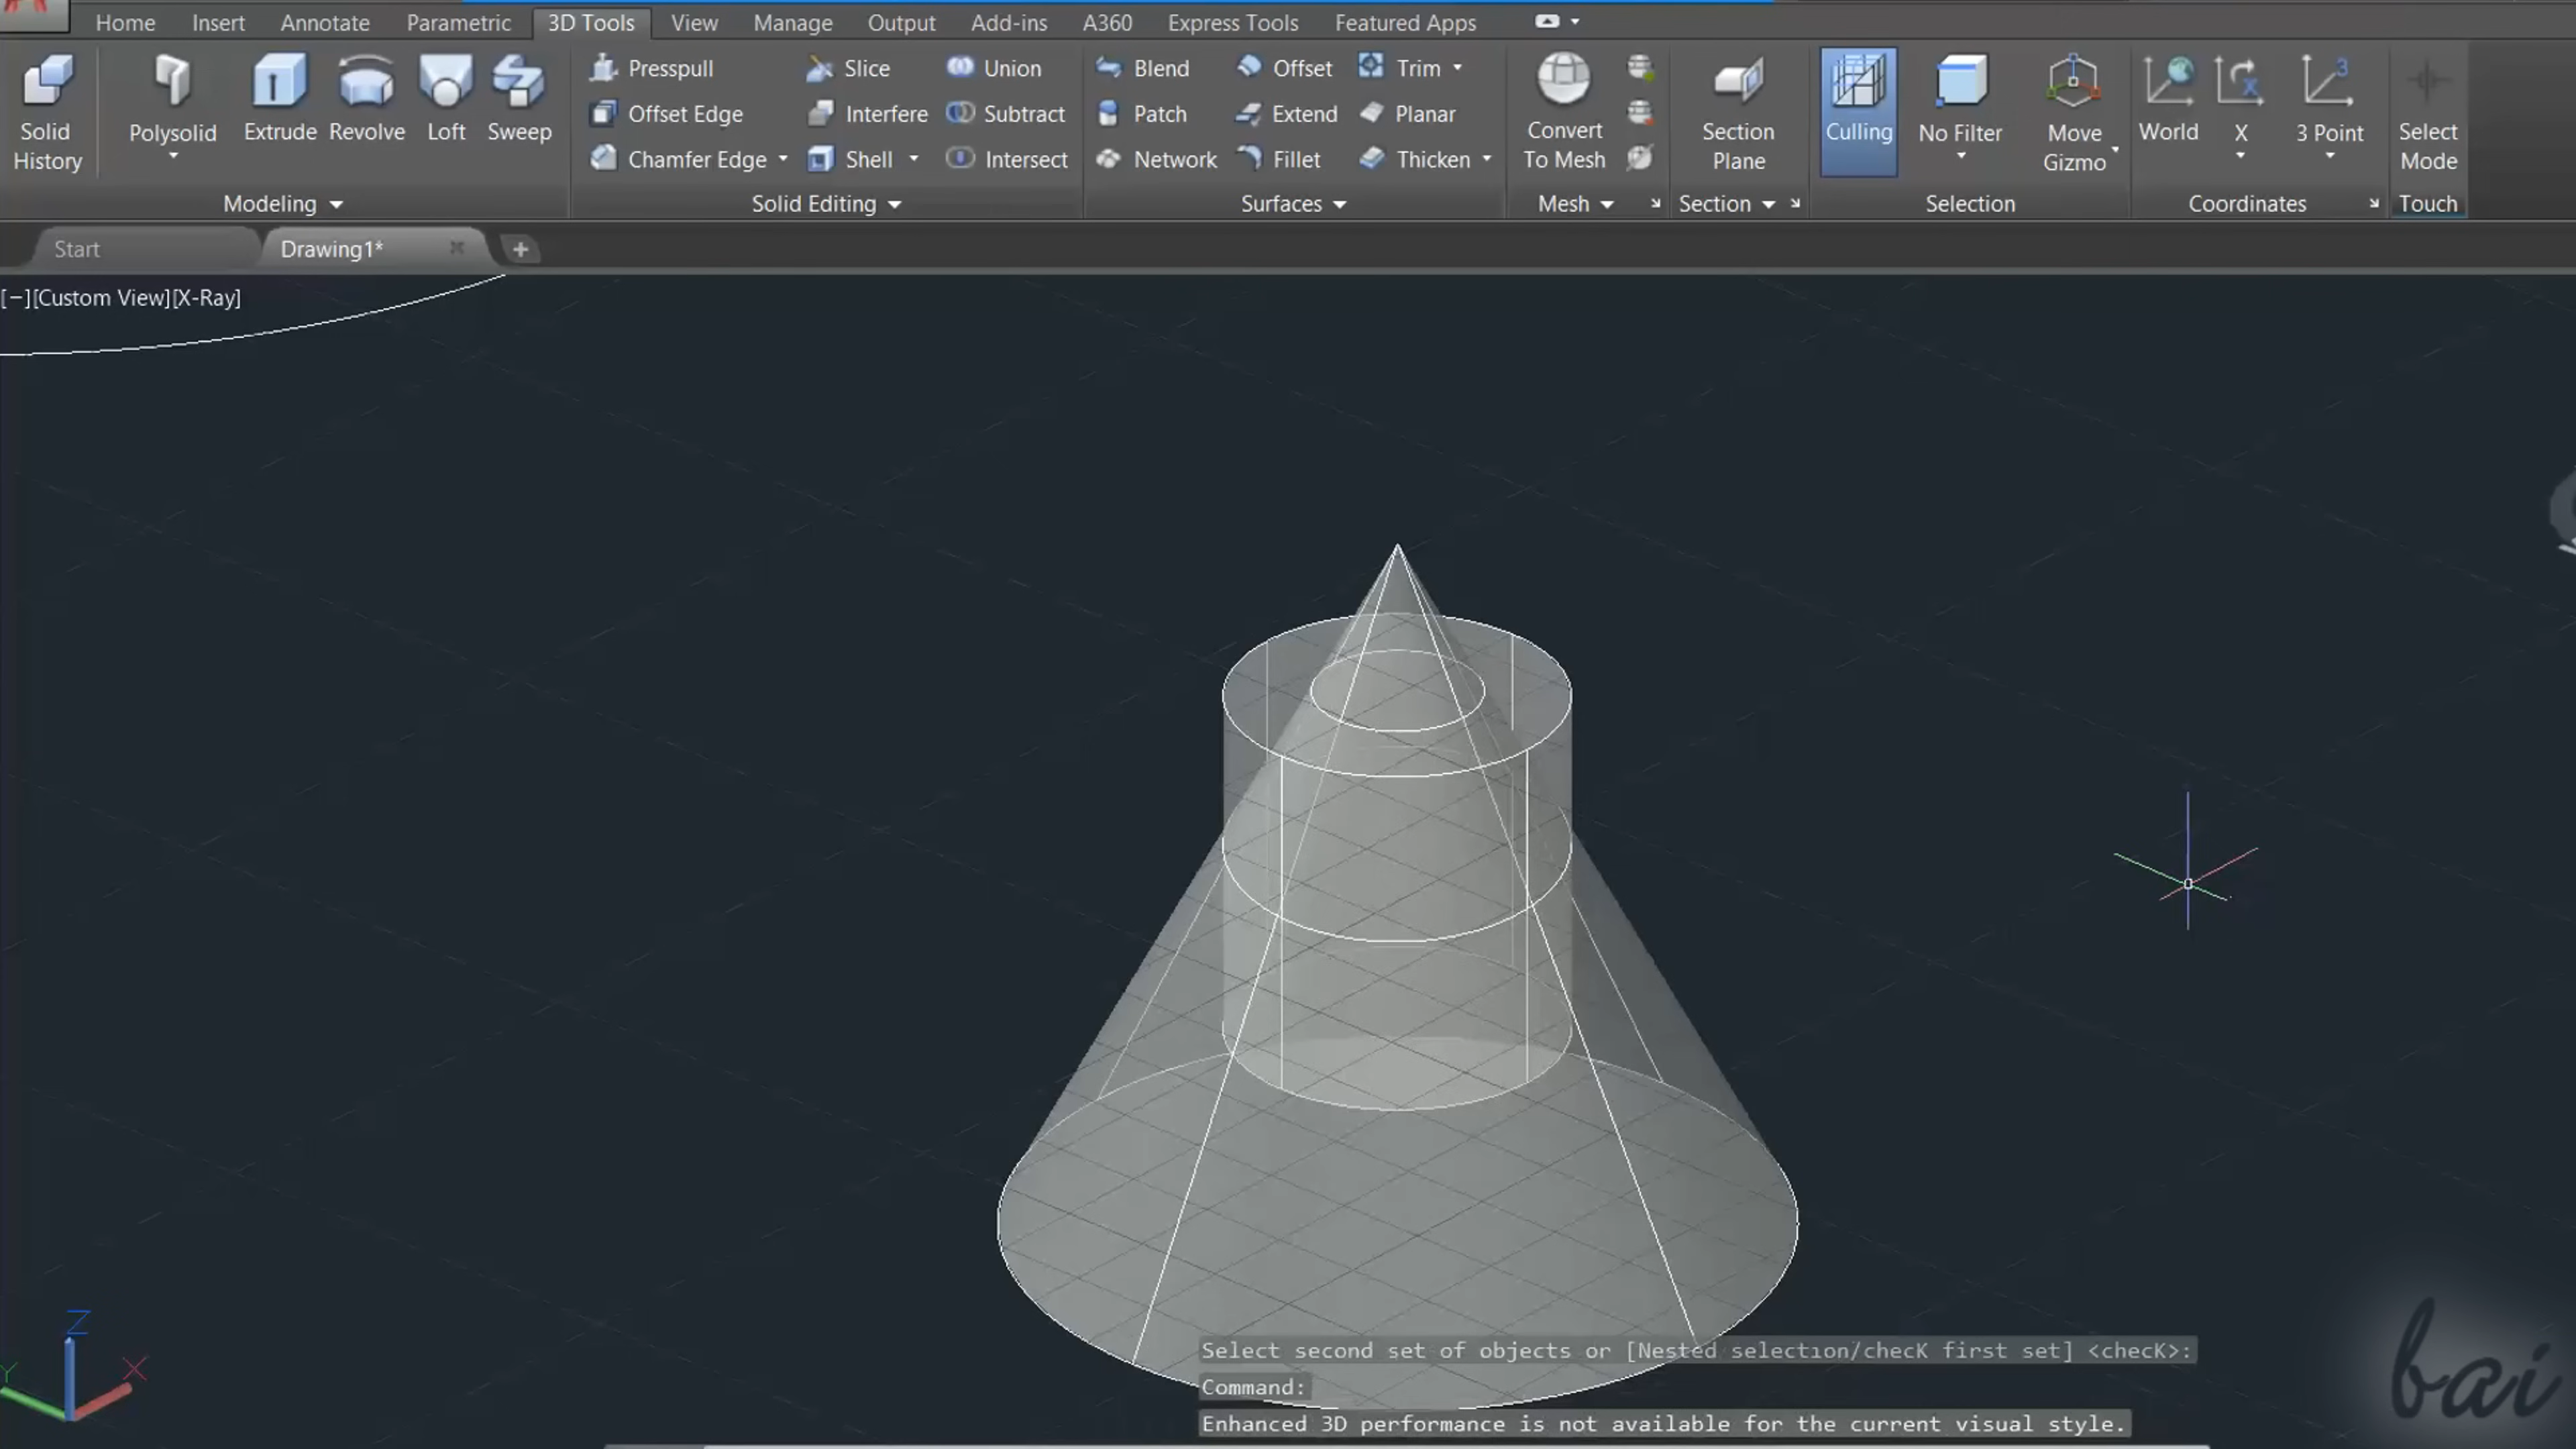 Home Insert Annotate Parametric 3D Tools View Manage Output Add-ins A360 Express Tools Featured Apps
Solid History
Polysolid
Extrude
Revolve
Loft
Sweep
Modeling
Presspull
Offset Edge
Chamfer Edge
Slice
Interfere
Shell
Union
Subtract
Intersect
Solid Editing
Blend
Patch
Network
Offset
Extend
Fillet
Trim
Planar
Thicken
Surfaces
Convert To Mesh
Mesh
Section Plane
Section
Culling
No Filter
Move Gizmo
Selection
World
X
3 Point
Coordinates
Select Mode
Touch
Start
Drawing1*
[−][Custom View][X-Ray]
Z
Y
X
Select second set of objects or [Nested selection/checK first set] <checK>:
Command:
Enhanced 3D performance is not available for the current visual style.
bai